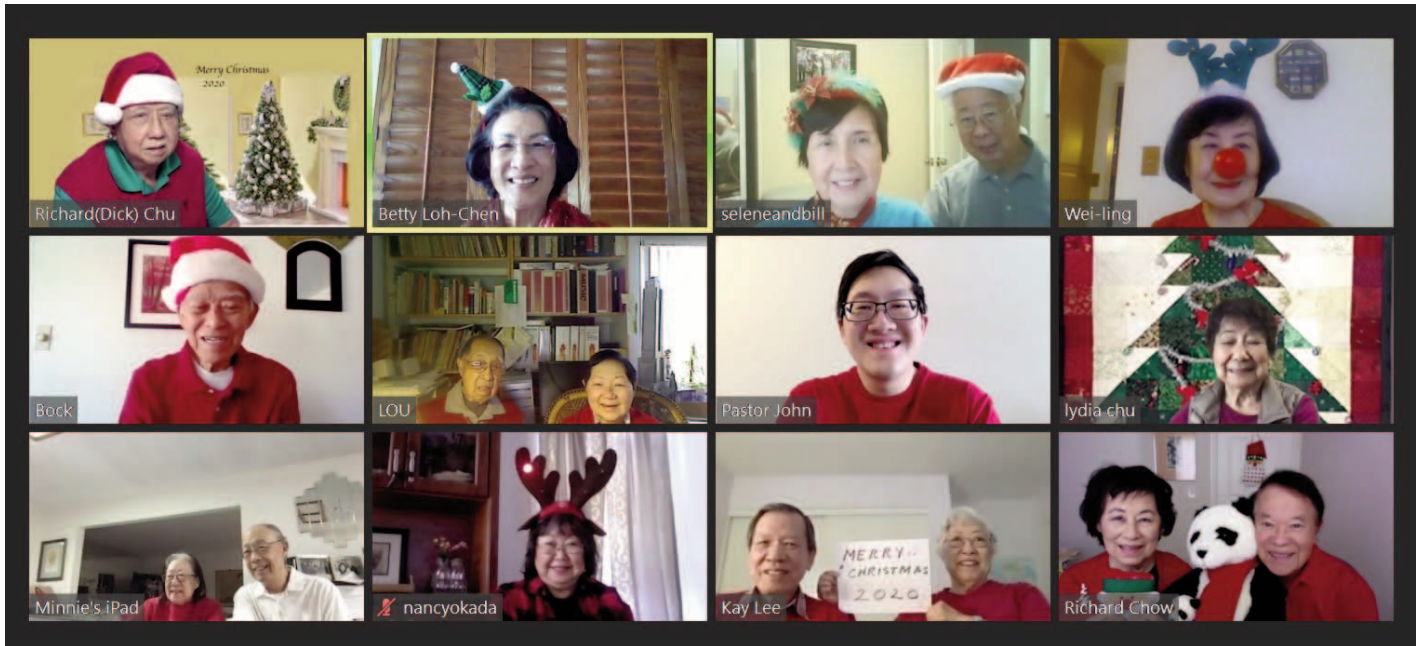 Merry Christmas
2020
Richard(Dick) Chu
Betty Loh-Chen
seleneandbill
Wei-ling
Bock
LOU
Pastor John
lydia chu
Minnie's iPad
nancyokada
MERRY..
CHRISTMAS
2020
Kay Lee
Richard Chow